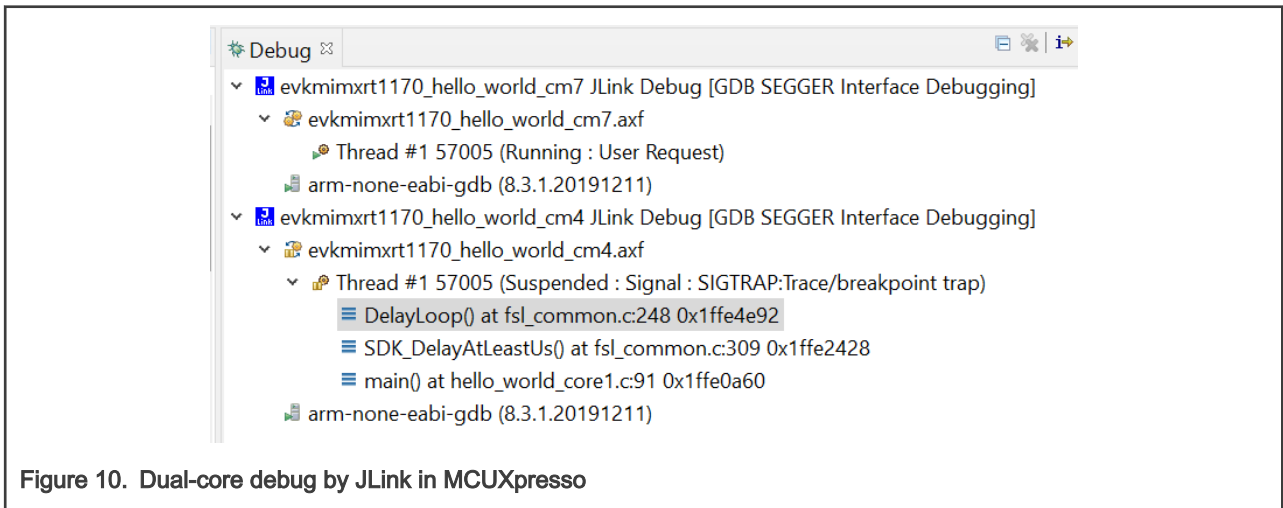 Debug
evkmimxrt1170_hello_world_cm7 JLink Debug [GDB SEGGER Interface Debugging]
evkmimxrt1170_hello_world_cm7.axf
Thread #1 57005 (Running : User Request)
arm-none-eabi-gdb (8.3.1.20191211)
evkmimxrt1170_hello_world_cm4 JLink Debug [GDB SEGGER Interface Debugging]
evkmimxrt1170_hello_world_cm4.axf
Thread #1 57005 (Suspended : Signal : SIGTRAP:Trace/breakpoint trap)
DelayLoop() at fsl_common.c:248 0x1ffe4e92
SDK_DelayAtLeastUs() at fsl_common.c:309 0x1ffe2428
main() at hello_world_core1.c:91 0x1ffe0a60
arm-none-eabi-gdb (8.3.1.20191211)
Figure 10. Dual-core debug by JLink in MCUXpresso